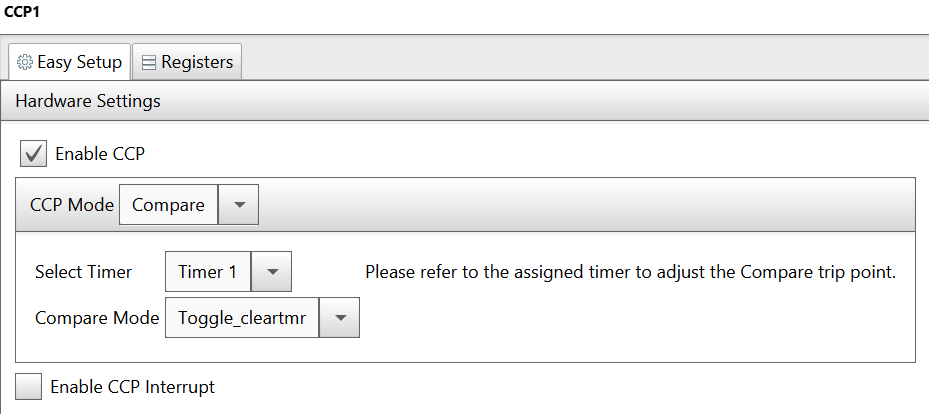 CCP1
Easy Setup Registers
Hardware Settings
Enable CCP
CCP Mode Compare
Select Timer Timer 1 Please refer to the assigned timer to adjust the Compare trip point.
Compare Mode Toggle_cleartmr
Enable CCP Interrupt